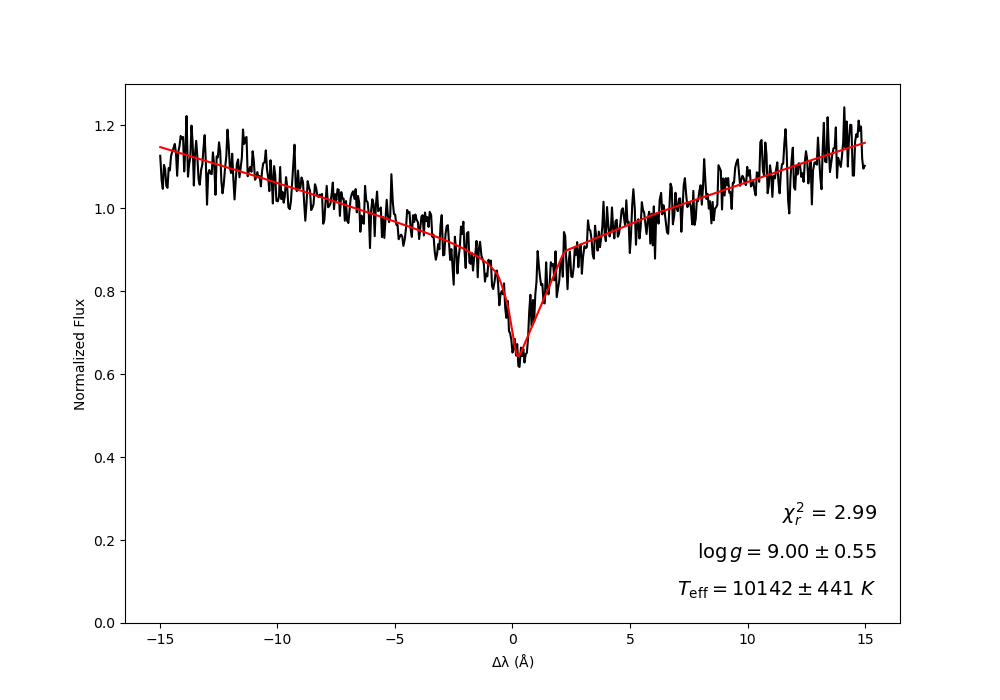 1.2
1.0
0.8
0.6
0.4
0.2
0.0
Normalized Flux
χ²ᵣ = 2.99
log g = 9.00 ± 0.55
T_eff = 10142 ± 441 K
−15 −10 −5 0 5 10 15
Δλ (Å)